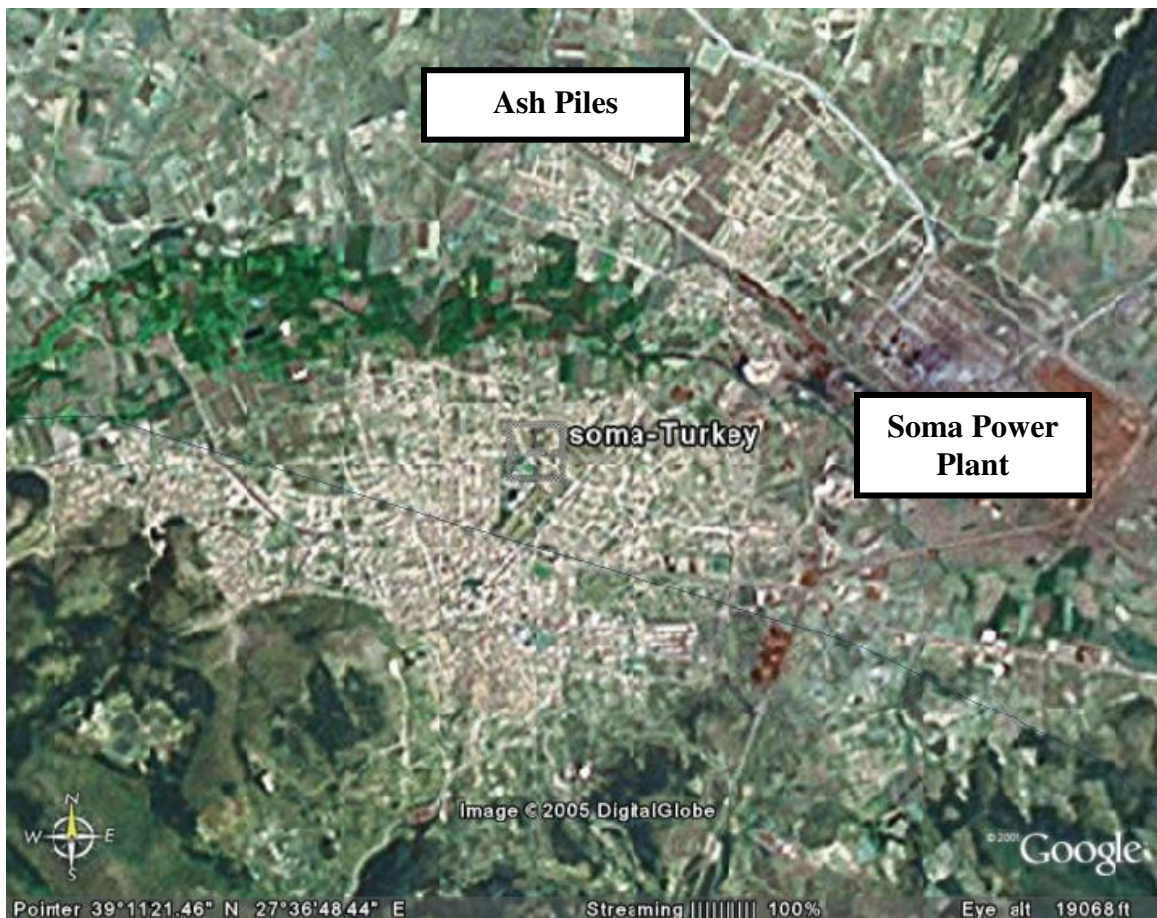 Ash Piles
soma-Turkey
Soma Power
Plant
Image © 2005 DigitalGlobe
N
W E
S
© 2001 Google
Pointer 39°11'21.46" N 27°36'48.44" E Streaming |||||||||| 100% Eye alt 19068 ft